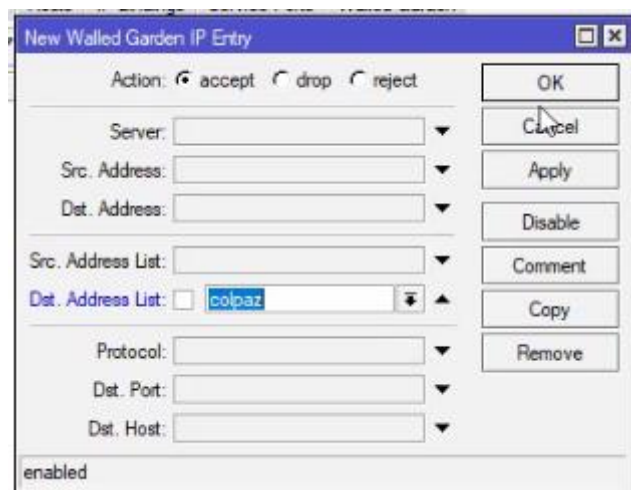 New Walled Garden IP Entry
Action: accept drop reject
OK
Server:
Cancel
Src. Address:
Apply
Dst. Address:
Disable
Src. Address List:
Comment
Dst. Address List: colpaz
Copy
Protocol:
Remove
Dst. Port:
Dst. Host:
enabled